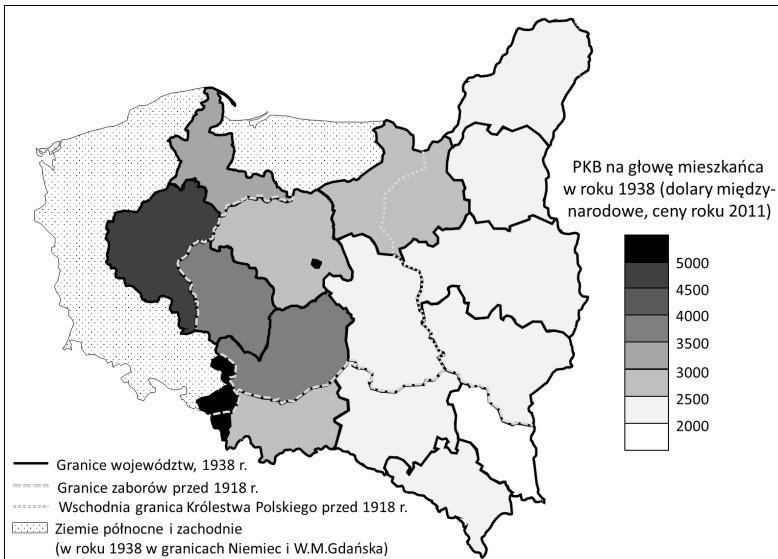 PKB na głowę mieszkańca
w roku 1938 (dolary między-
narodowe, ceny roku 2011)
5000
4500
4000
3500
3000
2500
2000
Granice województw, 1938 r.
Granice zaborów przed 1918 r.
Wschodnia granica Królestwa Polskiego przed 1918 r.
Ziemie północne i zachodnie
(w roku 1938 w granicach Niemiec i W.M.Gdańska)